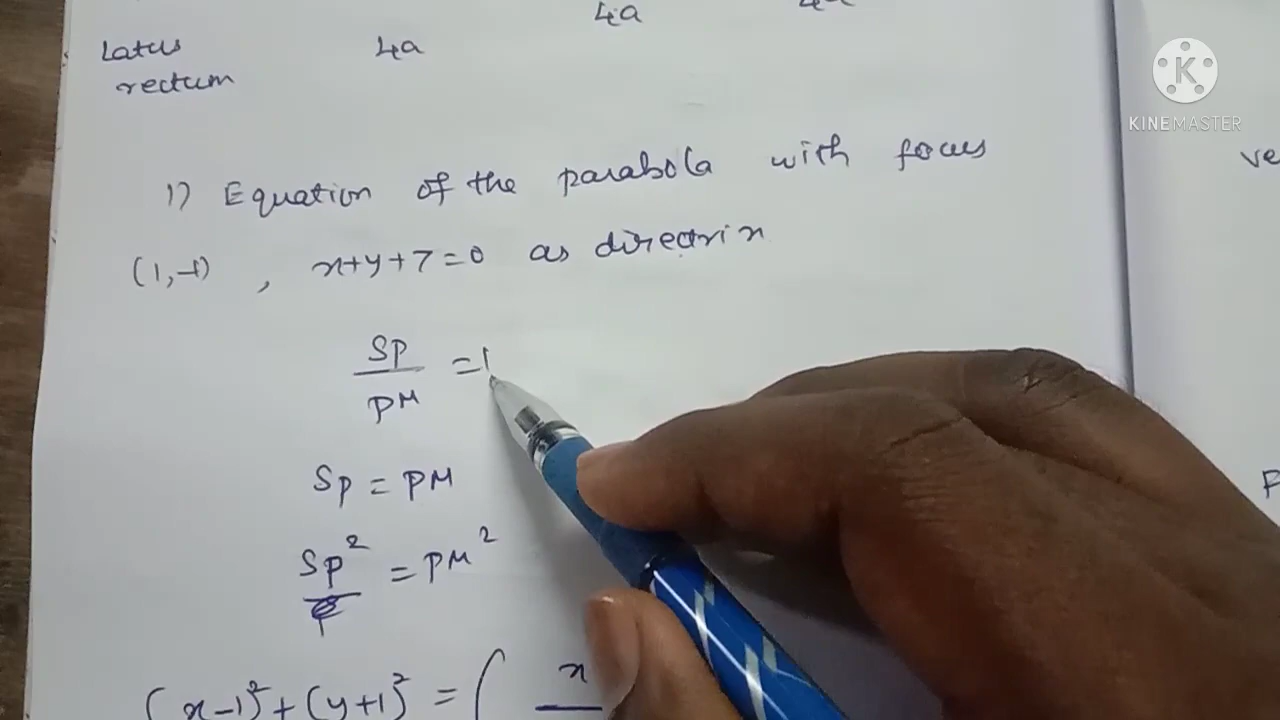 4a
Latus 4a
rectum
KINEMASTER
1) Equation of the parabola with focus
(1,-1) , x+y+7=0 as directrix
SP
PM
=1
SP = PM
SP² = PM²
(x-1)²+(y+1)² = ( x